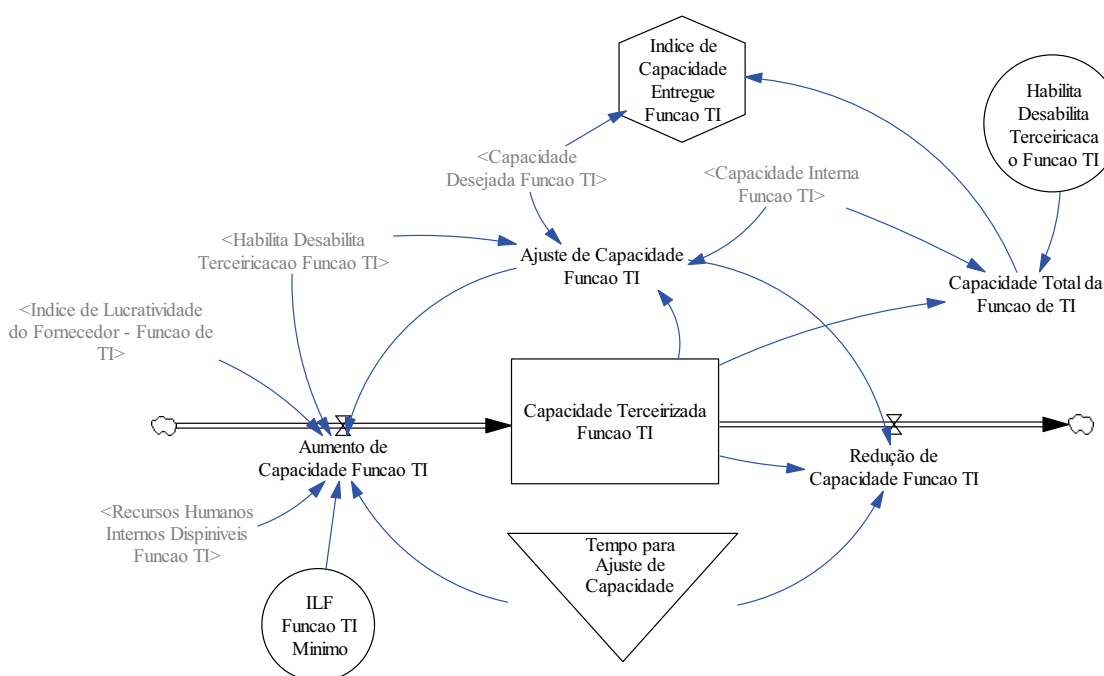 Indice de
Capacidade
Entregue
Funcao TI
Habilita
Desabilita
Terceiricaca
o Funcao TI
<Capacidade
Desejada Funcao TI>
<Capacidade Interna
Funcao TI>
<Habilita Desabilita
Terceiricacao Funcao TI>
Ajuste de Capacidade
Funcao TI
Capacidade Total da
Funcao de TI
<Indice de Lucratividade
do Fornecedor - Funcao de
TI>
Capacidade Terceirizada
Funcao TI
Aumento de
Capacidade Funcao TI
Redução de
Capacidade Funcao TI
<Recursos Humanos
Internos Dispiniveis
Funcao TI>
Tempo para
Ajuste de
Capacidade
ILF
Funcao TI
Minimo